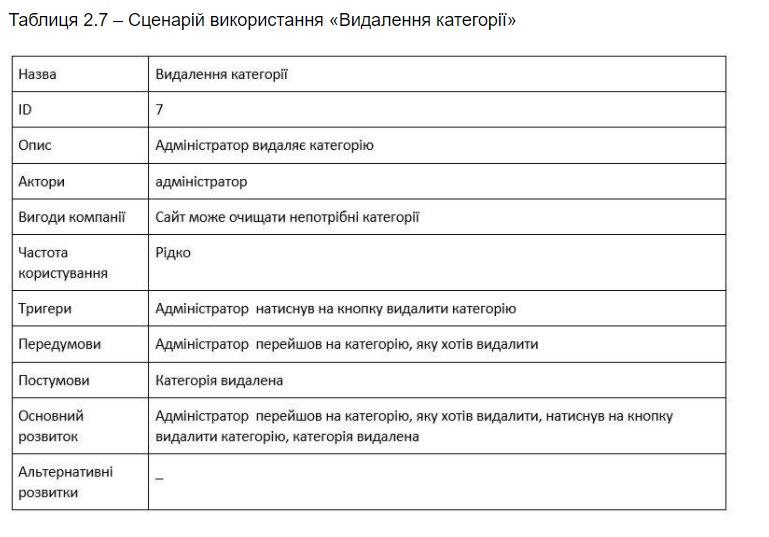 Таблиця 2.7 – Сценарій використання «Видалення категорії»
Назва Видалення категорії
ID 7
Опис Адміністратор видаляє категорію
Актори адміністратор
Вигоди компанії Сайт може очищати непотрібні категорії
Частота Рідко
користування
Тригери Адміністратор натиснув на кнопку видалити категорію
Передумови Адміністратор перейшов на категорію, яку хотів видалити
Постумови Категорія видалена
Основний Адміністратор перейшов на категорію, яку хотів видалити, натиснув на кнопку
розвиток видалити категорію, категорія видалена
Альтернативні –
розвитки